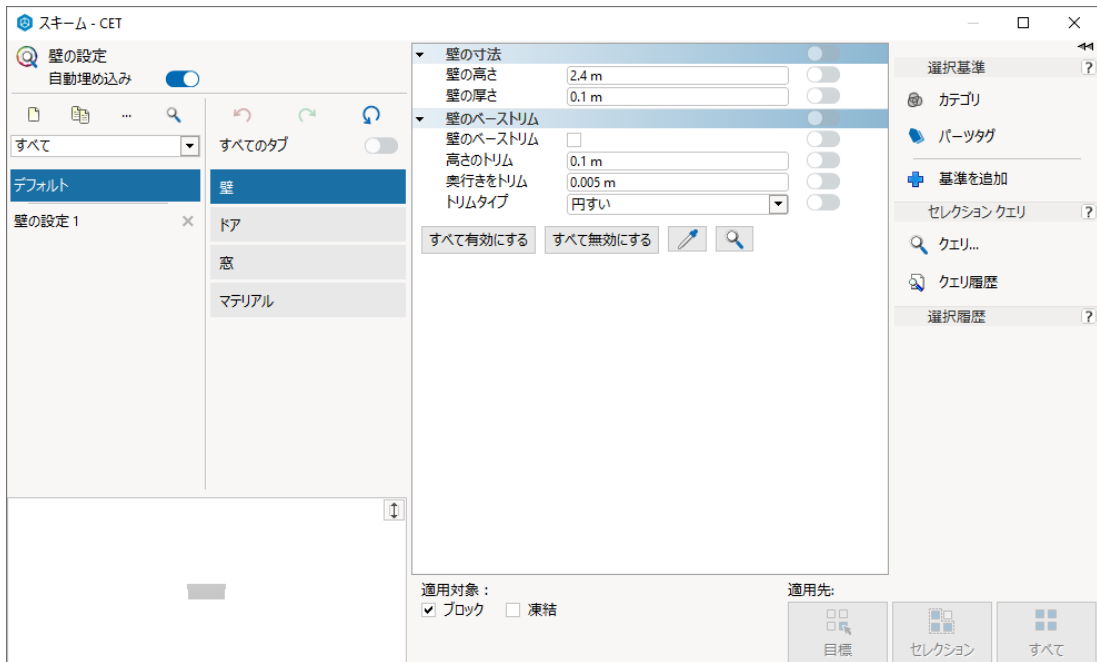 スキーム - CET
壁の設定
自動埋め込み
...
すべて
すべてのタブ
デフォルト
壁の設定 1
壁
ドア
窓
マテリアル
壁の寸法
壁の高さ 2.4 m
壁の厚さ 0.1 m
壁のベーストリム
壁のベーストリム
高さのトリム 0.1 m
奥行きをトリム 0.005 m
トリムタイプ 円すい
すべて有効にする すべて無効にする
適用対象：
ブロック 凍結
適用先:
目標 セレクション すべて
選択基準 ?
カテゴリ
パーツタグ
基準を追加
セレクション クエリ ?
クエリ...
クエリ履歴
選択履歴 ?